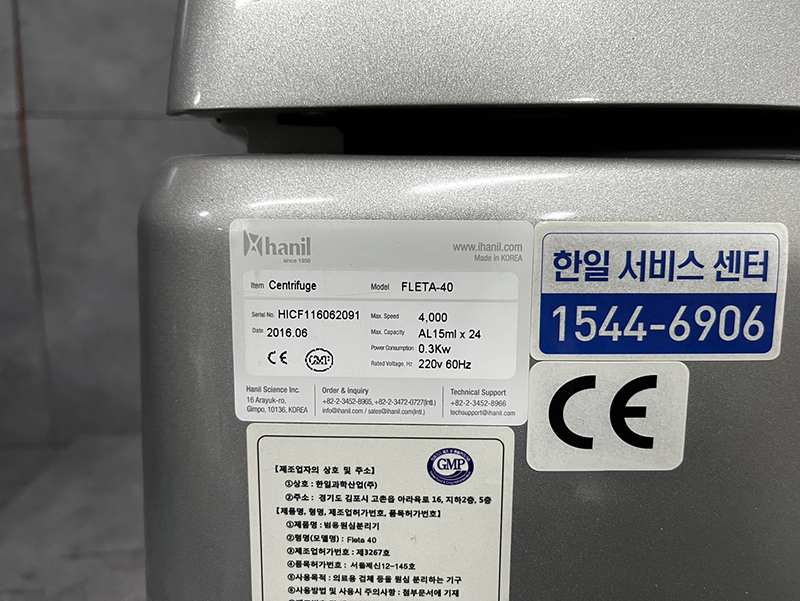 hanil
since 1958
www.ihanil.com
Made in KOREA
Item Centrifuge
Model FLETA-40
Serial No. HICF116062091
Date 2016.06
Max. Speed 4,000
Max. Capacity AL15ml x 24
Power Consumption 0.3Kw
Rated Voltage, Hz 220v 60Hz
CE GMP
Hanil Science Inc.
16 Arayuk-ro,
Gimpo, 10136, KOREA
Order & Inquiry
+82-2-3452-8965, +82-2-3472-0727(Intl.)
info@ihanil.com / sales@ihanil.com(Intl.)
Technical Support
+82-2-3452-8966
techsupport@ihanil.com
한일 서비스 센터
1544-6906
CE
GMP
[제조업자의 상호 및 주소]
①상호 : 한일과학산업(주)
②주소 : 경기도 김포시 고촌읍 아라육로 16, 지하2층, 5층
[제품명, 형명, 제조업허가번호, 품목허가번호]
①제품명 : 범용원심분리기
②형명(모델명) : Fleta 40
③제조업허가번호 : 제3267호
④품목허가번호 : 서울제신12-145호
⑤사용목적 : 의료용 검체 등을 원심 분리하는 기구
⑥사용방법 및 사용시 주의사항 : 첨부문서에 기재